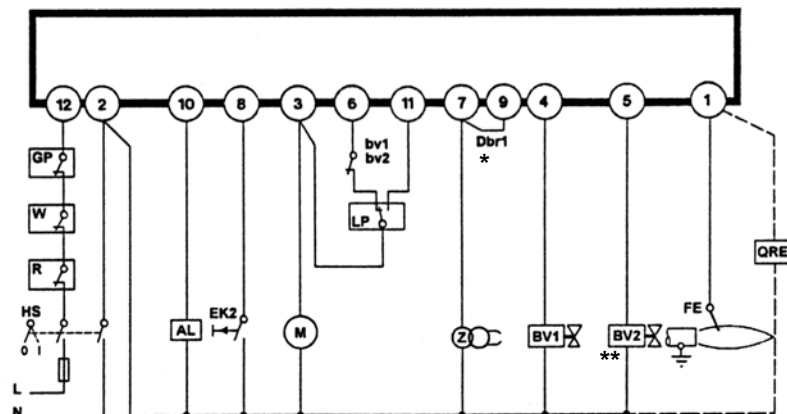 12 2 10 8 3 6 11 7 9 4 5 1
GP
bv1
bv2
Dbr1
*
W
LP
R
QRE
HS
EK2
FE
0 I
AL
M
Z
BV1
BV2
**
L
N